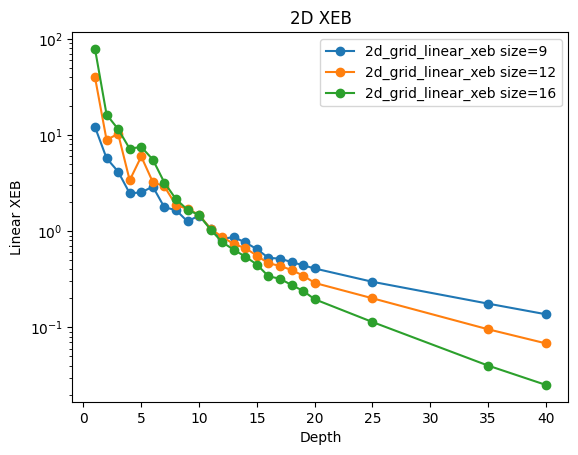 2D XEB
2d_grid_linear_xeb size=9
2d_grid_linear_xeb size=12
2d_grid_linear_xeb size=16
Linear XEB
10²
10¹
10⁰
10⁻¹
0 5 10 15 20 25 30 35 40
Depth